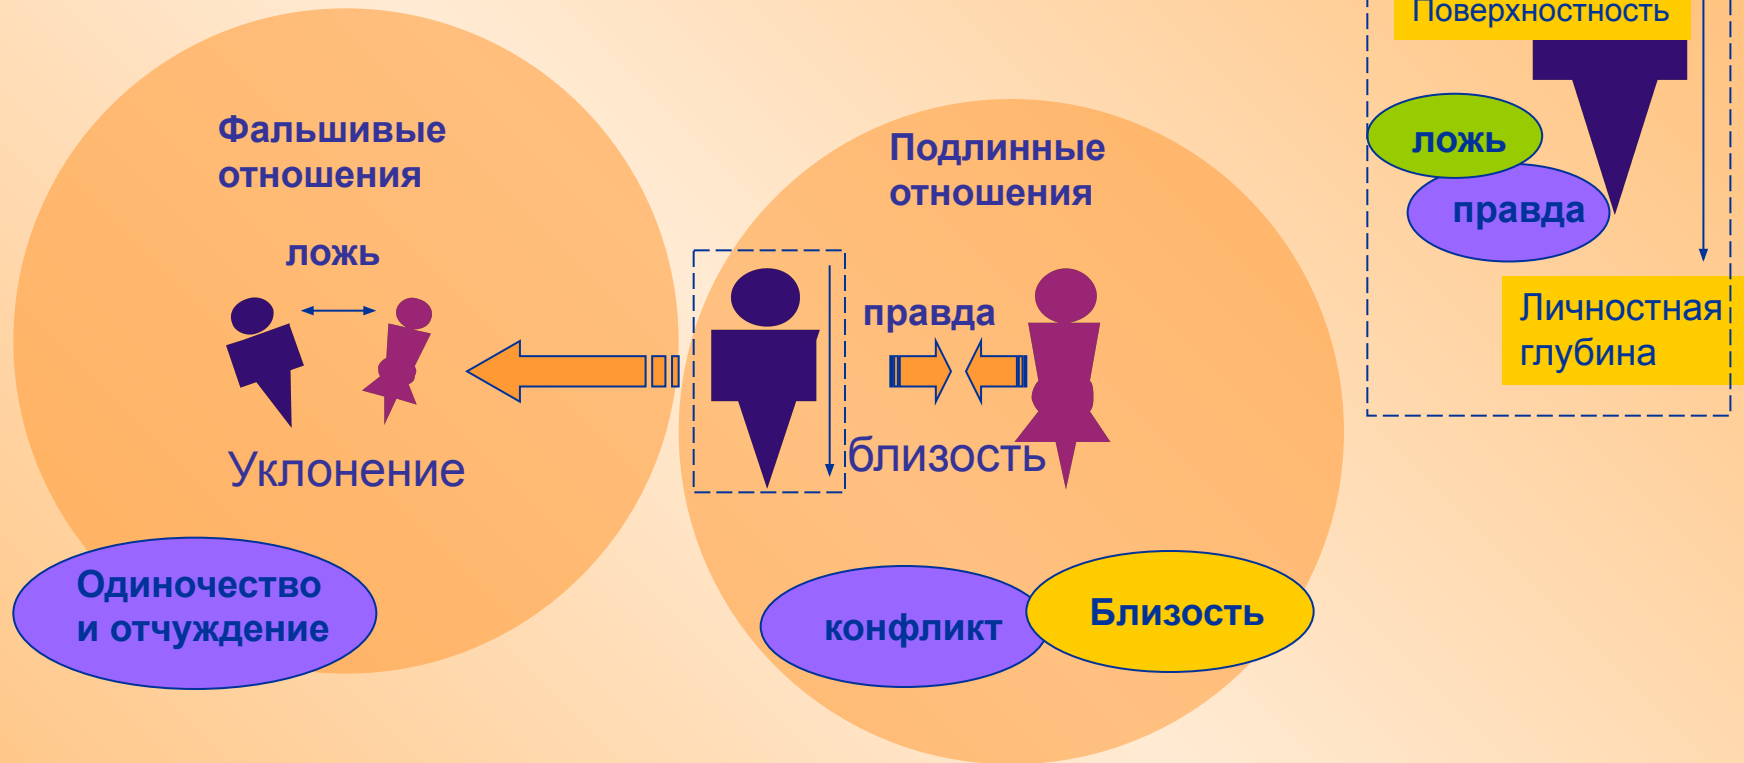 Фальшивые
отношения
ложь
Уклонение
Одиночество
и отчуждение
Подлинные
отношения
правда
близость
конфликт
Близость
Поверхностность
ложь
правда
Личностная
глубина